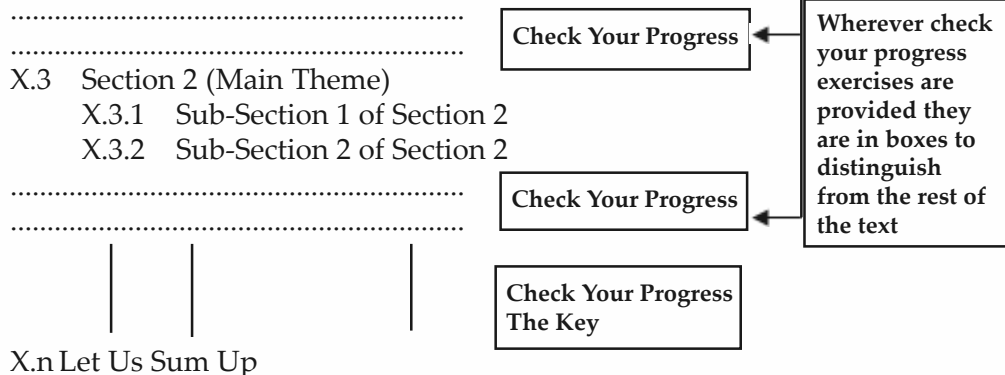 ............................................................
............................................................
Check Your Progress
X.3 Section 2 (Main Theme)
X.3.1 Sub-Section 1 of Section 2
X.3.2 Sub-Section 2 of Section 2
............................................................
............................................................
Check Your Progress
Wherever check
your progress
exercises are
provided they
are in boxes to
distinguish
from the rest of
the text
Check Your Progress
The Key
X.n Let Us Sum Up